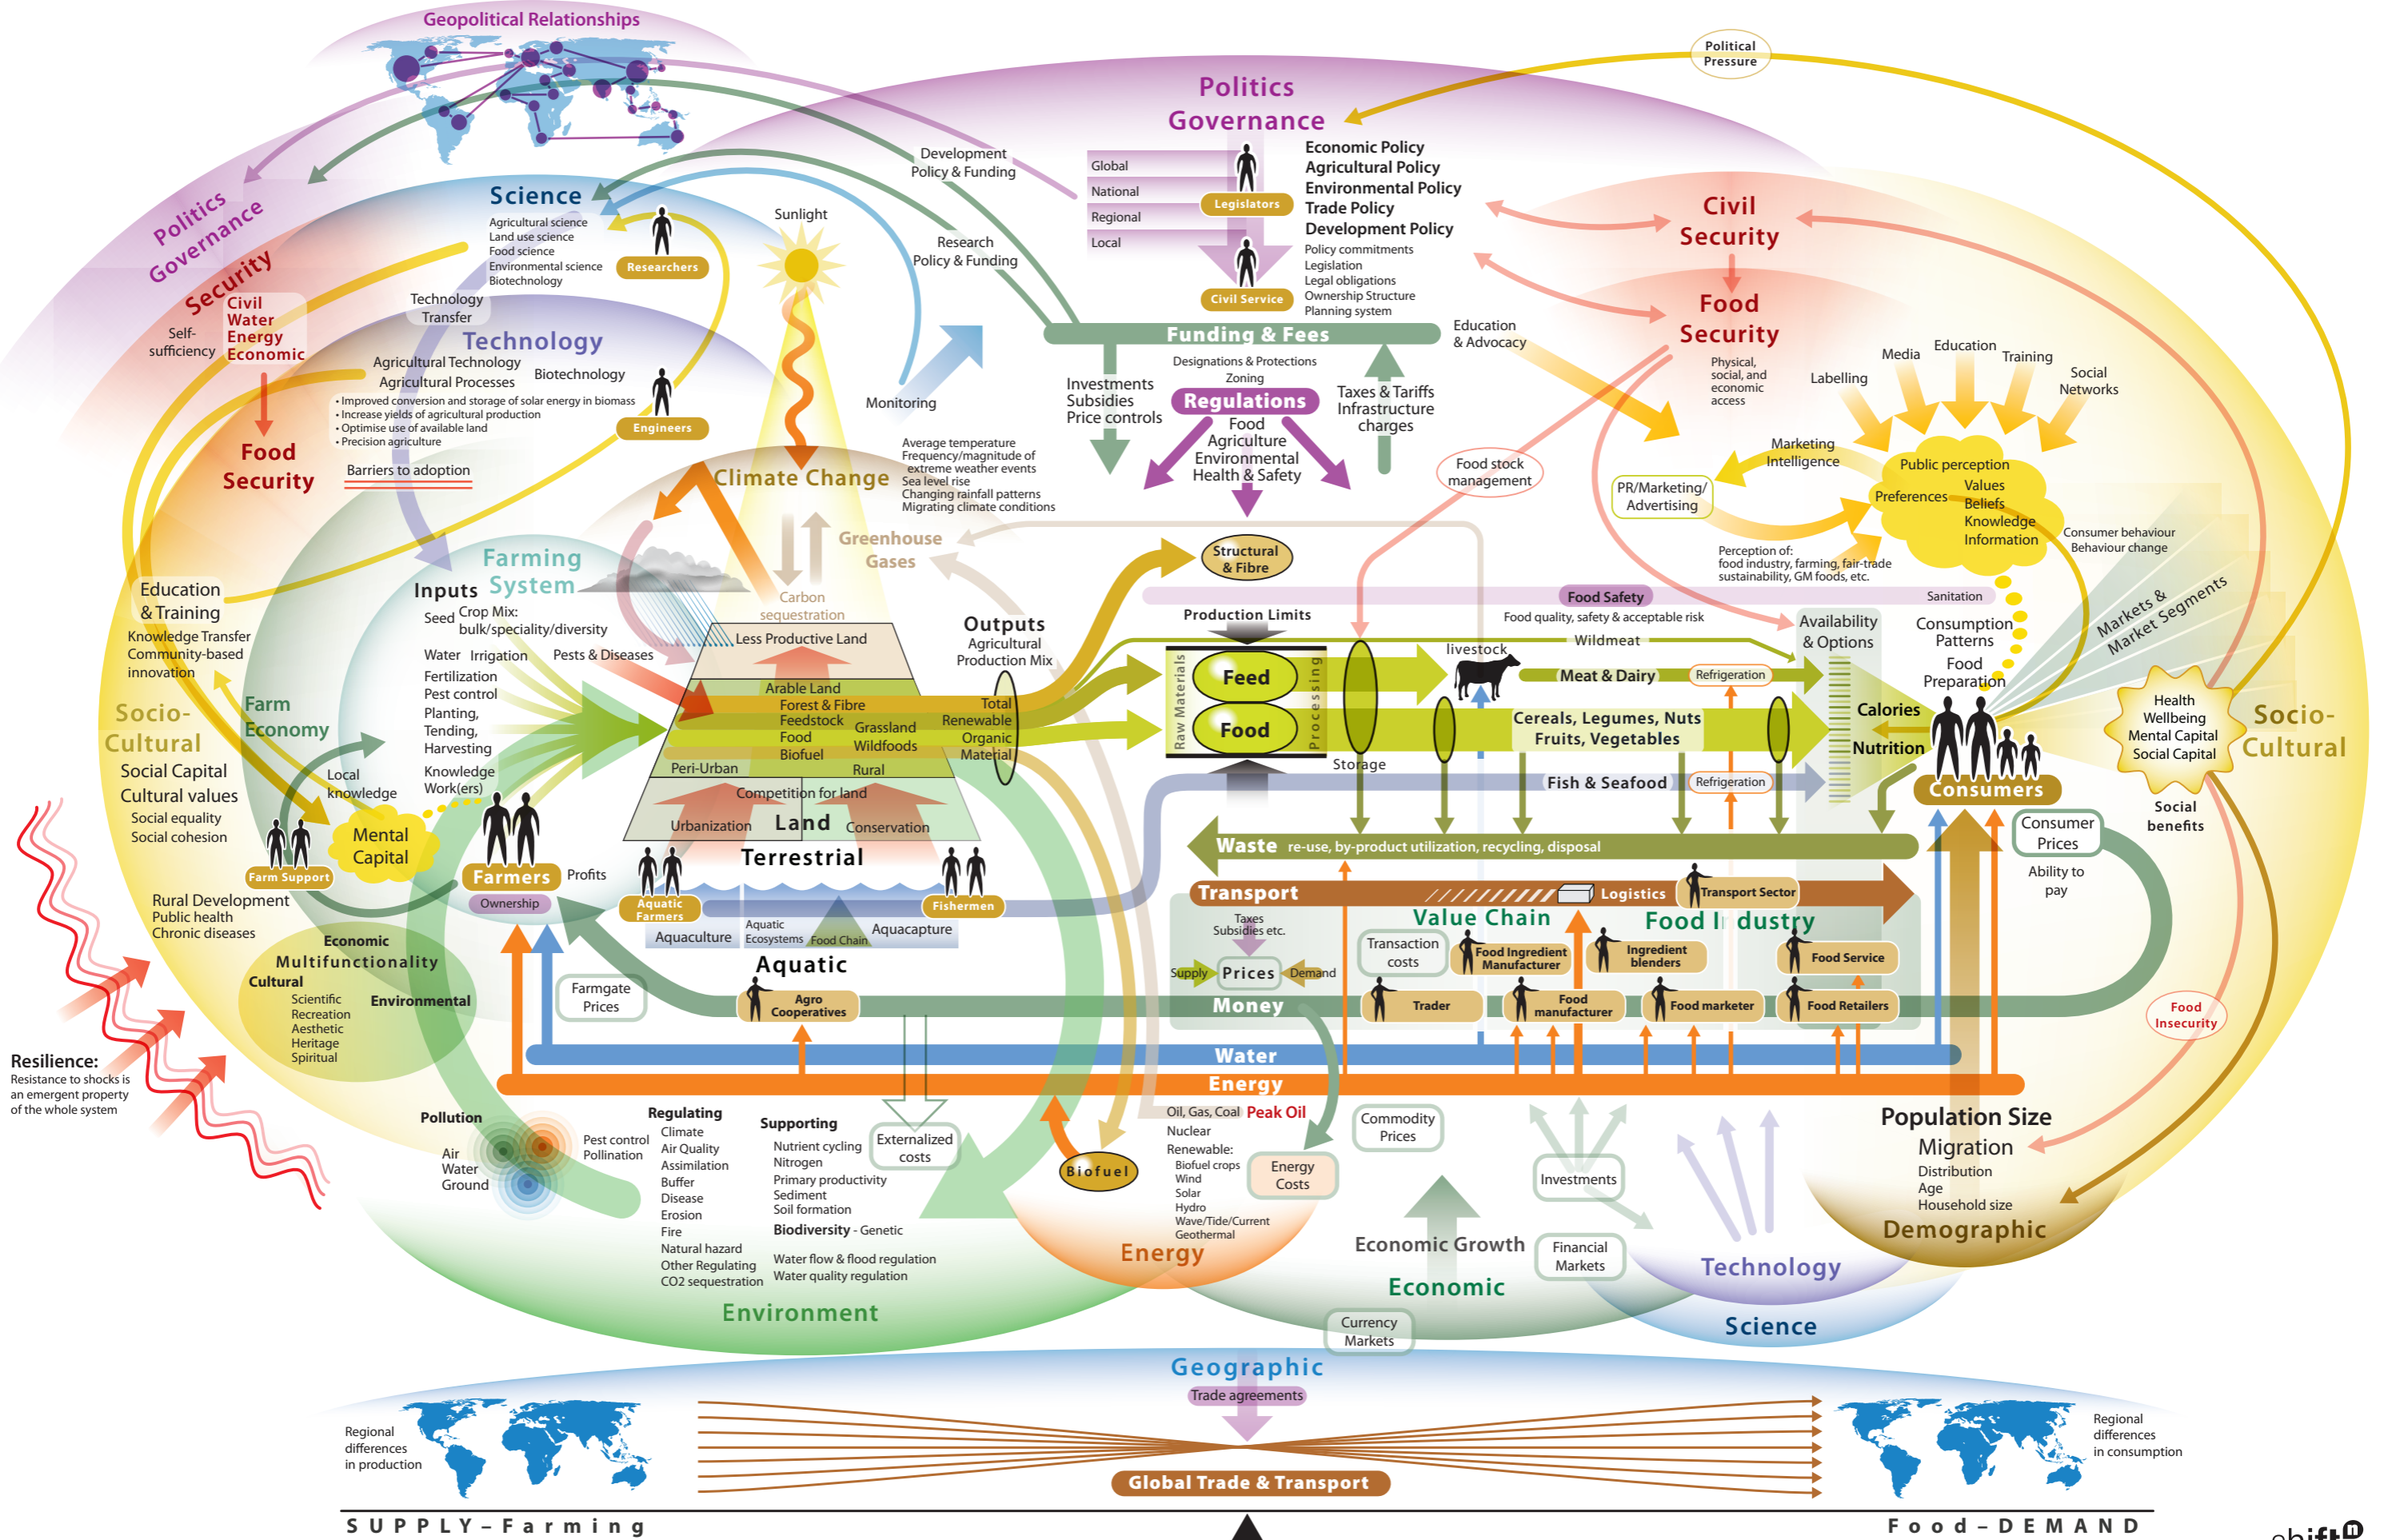 Geopolitical Relationships
Political
Pressure
Politics
Governance
Global
National
Regional
Local
Legislators
Civil Service
Economic Policy
Agricultural Policy
Environmental Policy
Trade Policy
Development Policy
Policy commitments
Legislation
Legal obligations
Ownership Structure
Planning system
Development
Policy & Funding
Research
Policy & Funding
Politics
Governance
Security
Civil
Water
Energy
Economic
Self-
sufficiency
Food
Security
Science
Agricultural science
Land use science
Food science
Environmental science
Biotechnology
Researchers
Technology
Transfer
Technology
Agricultural Technology
Agricultural Processes
Biotechnology
• Improved conversion and storage of solar energy in biomass
• Increase yields of agricultural production
• Optimise use of available land
• Precision agriculture
Engineers
Barriers to adoption
Sunlight
Monitoring
Climate Change
Average temperature
Frequency/magnitude of
extreme weather events
Sea level rise
Changing rainfall patterns
Migrating climate conditions
Greenhouse
Gases
Carbon
sequestration
Funding & Fees
Investments
Subsidies
Price controls
Designations & Protections
Zoning
Regulations
Food
Agriculture
Environmental
Health & Safety
Taxes & Tariffs
Infrastructure
charges
Education
& Advocacy
Civil
Security
Food
Security
Physical,
social, and
economic
access
Food stock
management
Labelling
Media
Education
Training
Social
Networks
Marketing
Intelligence
PR/Marketing/
Advertising
Public perception
Preferences
Values
Beliefs
Knowledge
Information
Perception of:
food industry, farming, fair-trade
sustainability, GM foods, etc.
Consumer behaviour
Behaviour change
Markets &
Market Segments
Farming
System
Inputs
Seed
Crop Mix:
bulk/speciality/diversity
Water
Irrigation
Pests & Diseases
Fertilization
Pest control
Planting,
Tending,
Harvesting
Knowledge
Work(ers)
Education
& Training
Knowledge Transfer
Community-based
innovation
Socio-
Cultural
Social Capital
Cultural values
Social equality
Social cohesion
Farm
Economy
Local
knowledge
Mental
Capital
Farm Support
Farmers
Profits
Ownership
Rural Development
Public health
Chronic diseases
Economic
Multifunctionality
Cultural
Environmental
Scientific
Recreation
Aesthetic
Heritage
Spiritual
Resilience:
Resistance to shocks is
an emergent property
of the whole system
Less Productive Land
Arable Land
Forest & Fibre
Feedstock
Food
Biofuel
Grassland
Wildfoods
Peri-Urban
Rural
Competition for land
Urbanization
Land
Conservation
Terrestrial
Total
Renewable
Organic
Material
Outputs
Agricultural
Production Mix
Aquatic
Farmers
Fishermen
Aquaculture
Aquatic
Ecosystems
Food Chain
Aquacapture
Aquatic
Farmgate
Prices
Agro
Cooperatives
Structural
& Fibre
Food Safety
Sanitation
Food quality, safety & acceptable risk
Production Limits
Raw Materials
Feed
Food
Processing
Storage
Wildmeat
livestock
Meat & Dairy
Refrigeration
Cereals, Legumes, Nuts
Fruits, Vegetables
Fish & Seafood
Refrigeration
Availability
& Options
Calories
Nutrition
Consumption
Patterns
Food
Preparation
Consumers
Health
Wellbeing
Mental Capital
Social Capital
Social
benefits
Socio-
Cultural
Waste
re-use, by-product utilization, recycling, disposal
Transport
Logistics
Transport Sector
Value Chain
Food Industry
Taxes
Subsidies etc.
Supply
Prices
Demand
Transaction
costs
Food Ingredient
Manufacturer
Ingredient
blenders
Food Service
Money
Trader
Food
manufacturer
Food marketer
Food Retailers
Consumer
Prices
Ability to
pay
Food
Insecurity
Water
Energy
Pollution
Air
Water
Ground
Pest control
Pollination
Regulating
Climate
Air Quality
Assimilation
Buffer
Disease
Erosion
Fire
Natural hazard
Other Regulating
CO2 sequestration
Supporting
Nutrient cycling
Nitrogen
Primary productivity
Sediment
Soil formation
Biodiversity - Genetic
Water flow & flood regulation
Water quality regulation
Externalized
costs
Environment
Biofuel
Oil, Gas, Coal
Peak Oil
Nuclear
Renewable:
Biofuel crops
Wind
Solar
Hydro
Wave/Tide/Current
Geothermal
Energy
Costs
Energy
Commodity
Prices
Economic Growth
Economic
Investments
Financial
Markets
Currency
Markets
Technology
Science
Population Size
Migration
Distribution
Age
Household size
Demographic
Geographic
Trade agreements
Regional
differences
in production
Global Trade & Transport
Regional
differences
in consumption
SUPPLY–Farming
Food–DEMAND